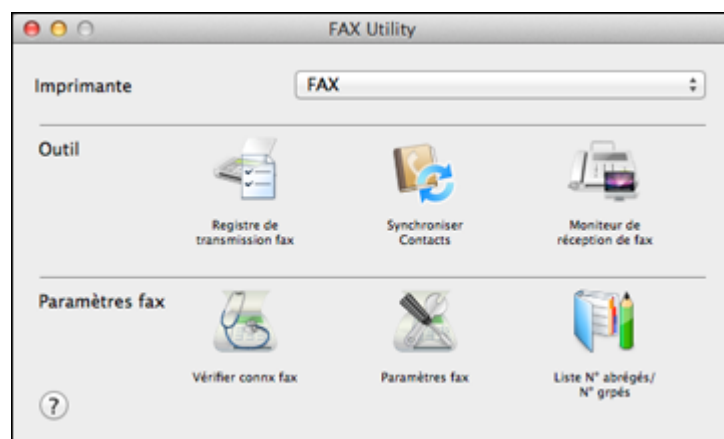 FAX Utility
Imprimante
FAX
Outil
Registre de
transmission fax
Synchroniser
Contacts
Moniteur de
réception de fax
Paramètres fax
Vérifier connx fax
Paramètres fax
Liste N° abrégés/
N° grpés
?